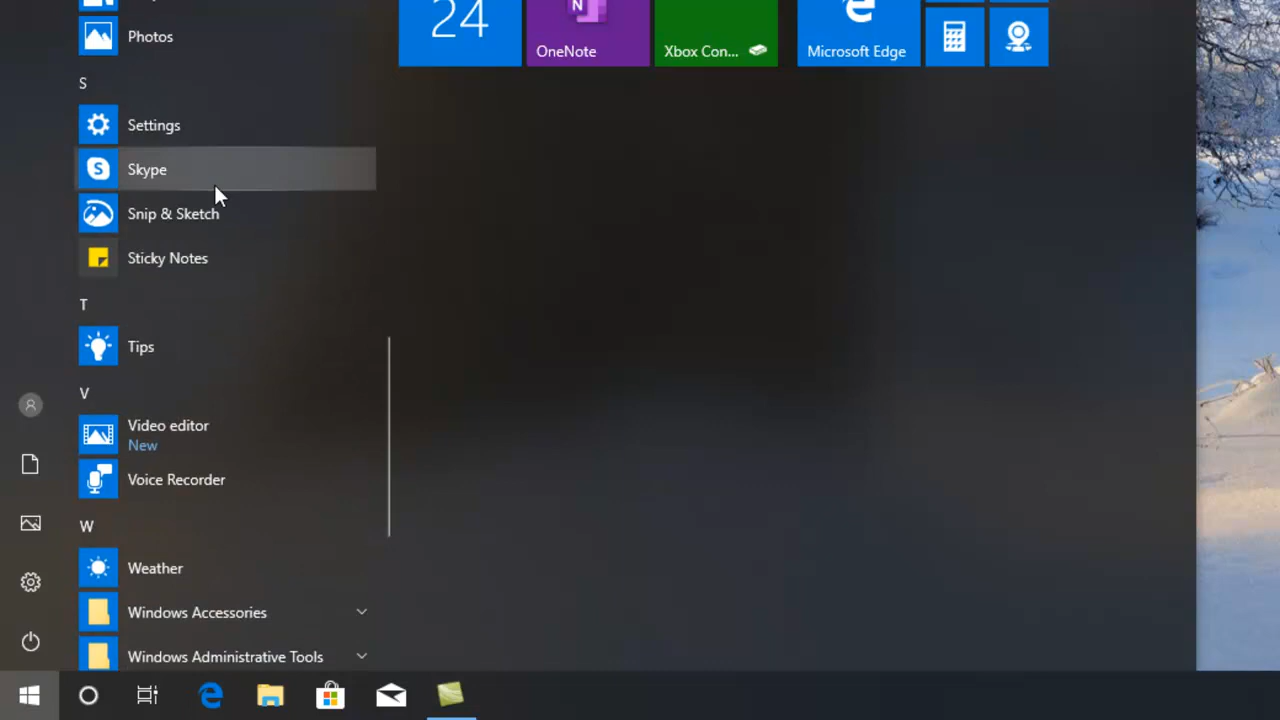 Photos
S
Settings
Skype
Snip & Sketch
Sticky Notes
T
Tips
V
Video editor
New
Voice Recorder
W
Weather
Windows Accessories
Windows Administrative Tools
24
OneNote
Xbox Con...
Microsoft Edge